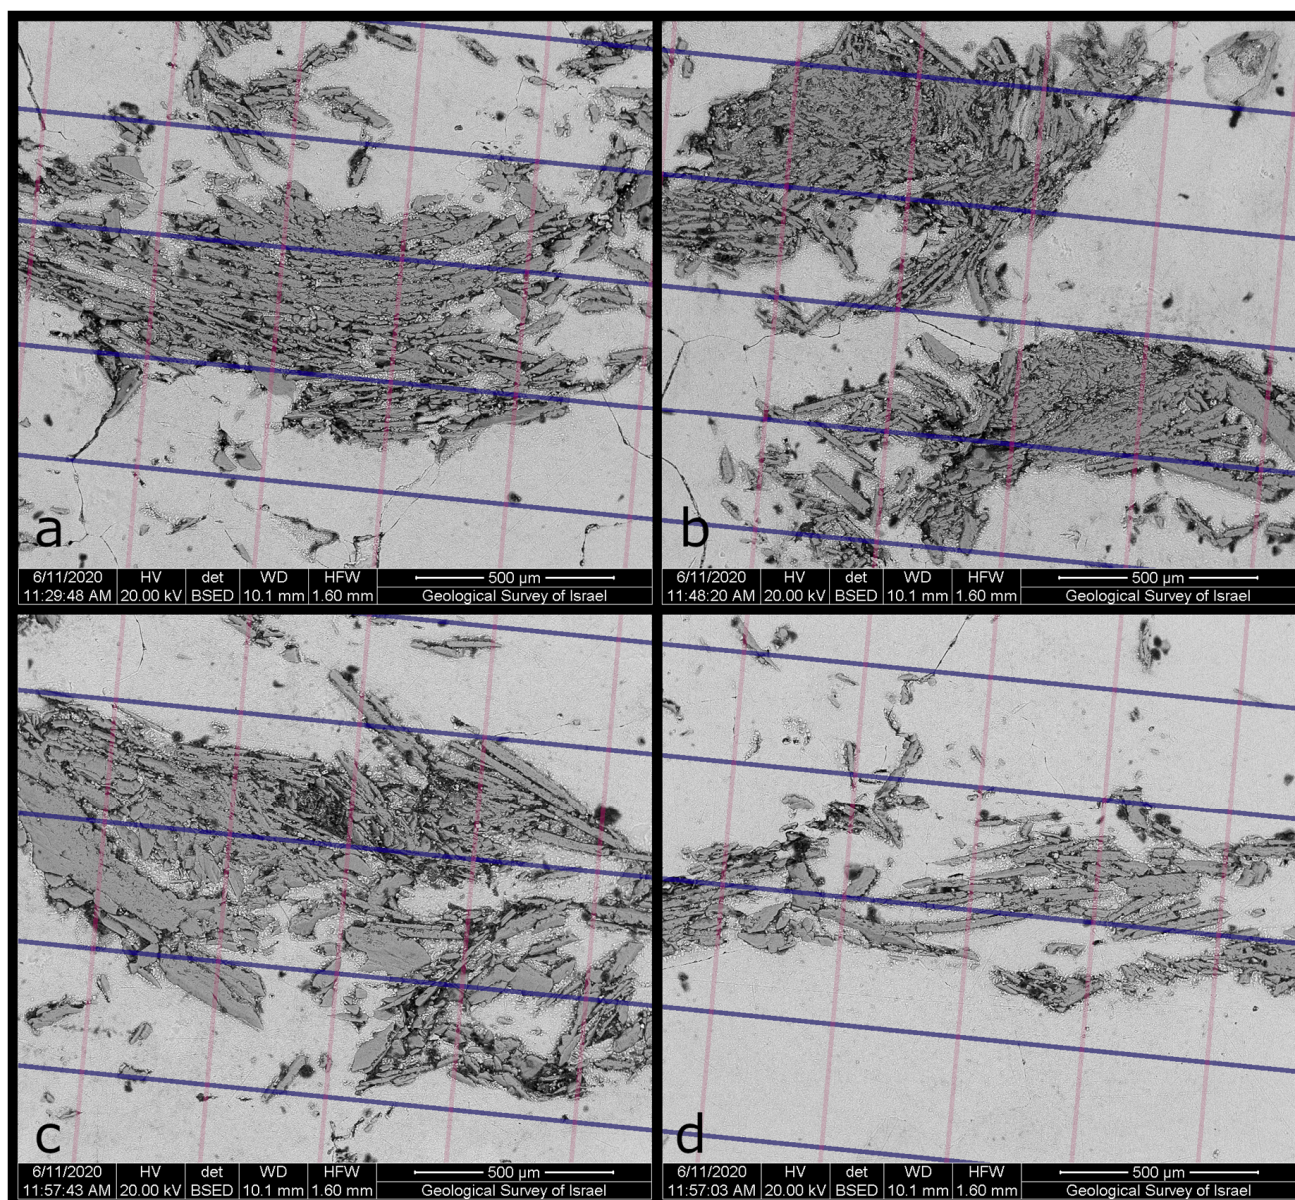 a
6/11/2020 HV det WD HFW 500 µm
11:29:48 AM 20.00 kV BSED 10.1 mm 1.60 mm Geological Survey of Israel
b
6/11/2020 HV det WD HFW 500 µm
11:48:20 AM 20.00 kV BSED 10.1 mm 1.60 mm Geological Survey of Israel
c
6/11/2020 HV det WD HFW 500 µm
11:57:43 AM 20.00 kV BSED 10.1 mm 1.60 mm Geological Survey of Israel
d
6/11/2020 HV det WD HFW 500 µm
11:57:03 AM 20.00 kV BSED 10.1 mm 1.60 mm Geological Survey of Israel